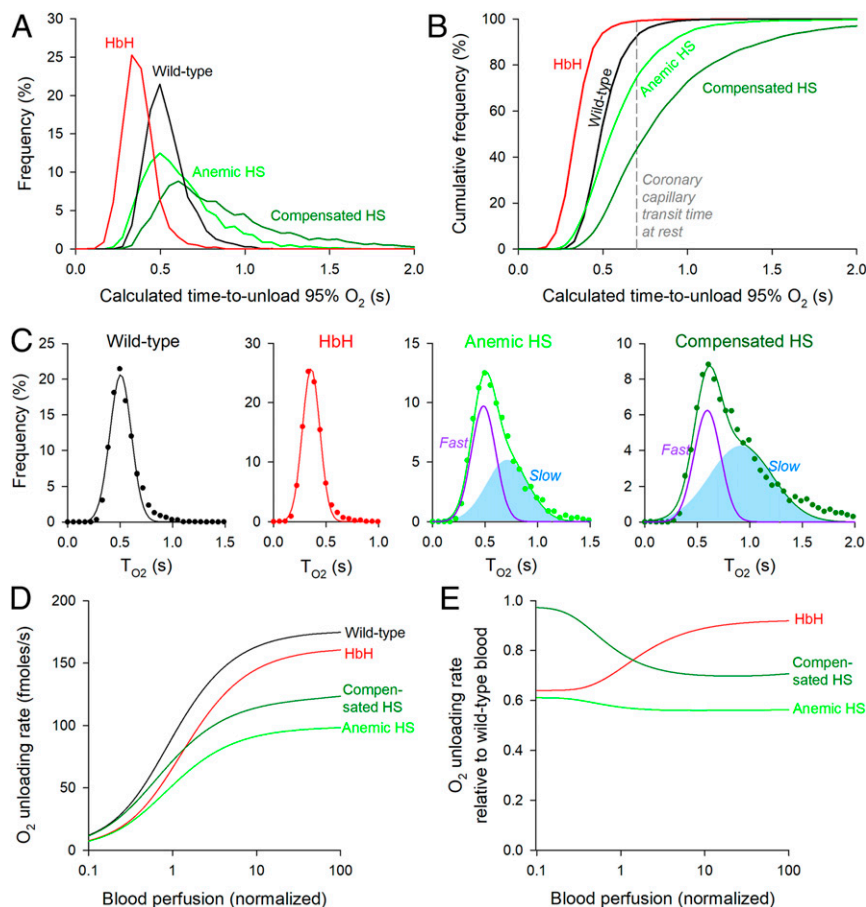 A
Frequency (%)
30
25
20
15
10
5
0
HbH
Wild-type
Anemic HS
Compensated HS
0.0 0.5 1.0 1.5 2.0
Calculated time-to-unload 95% O₂ (s)
B
Cumulative frequency (%)
100
80
60
40
20
0
HbH
Wild-type
Anemic HS
Compensated HS
Coronary
capillary
transit time
at rest
0.0 0.5 1.0 1.5 2.0
Calculated time-to-unload 95% O₂ (s)
C
Wild-type
Frequency (%)
25
20
15
10
5
0
0.0 0.5 1.0 1.5
T_O2 (s)
HbH
30
20
10
0
0.0 0.5 1.0
T_O2 (s)
Anemic HS
15
10
5
0
Fast
Slow
0.0 0.5 1.0 1.5
T_O2 (s)
Compensated HS
10
8
6
4
2
0
Fast
Slow
0.0 0.5 1.0 1.5 2.0
T_O2 (s)
D
O₂ unloading rate (fmoles/s)
200
150
100
50
0
Wild-type
HbH
Compen-
sated HS
Anemic HS
0.1 1 10 100
Blood perfusion (normalized)
E
O₂ unloading rate
relative to wild-type blood
1.0
0.8
0.6
0.4
0.2
0.0
HbH
Compen-
sated HS
Anemic HS
0.1 1 10 100
Blood perfusion (normalized)